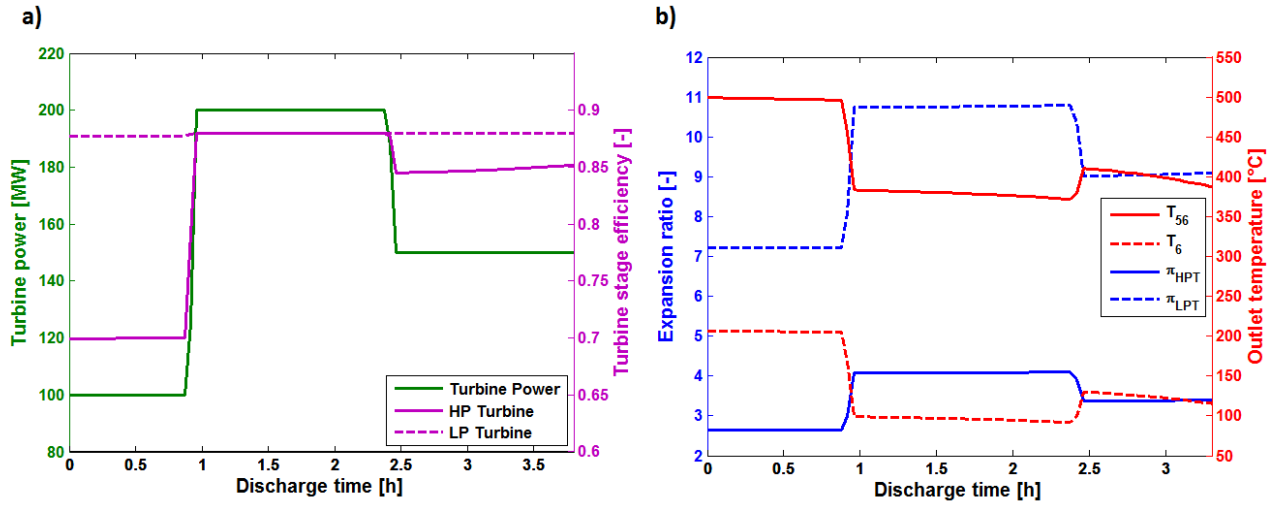 a)
220
200
180
160
140
120
100
80
Turbine power [MW]
0 0.5 1 1.5 2 2.5 3 3.5
Discharge time [h]
0.9
0.85
0.8
0.75
0.7
0.65
0.6
Turbine stage efficiency [-]
Turbine Power
HP Turbine
LP Turbine
b)
12
11
10
9
8
7
6
5
4
3
2
Expansion ratio [-]
0 0.5 1 1.5 2 2.5 3
Discharge time [h]
550
500
450
400
350
300
250
200
150
100
50
Outlet temperature [°C]
T56
T6
πHPT
πLPT